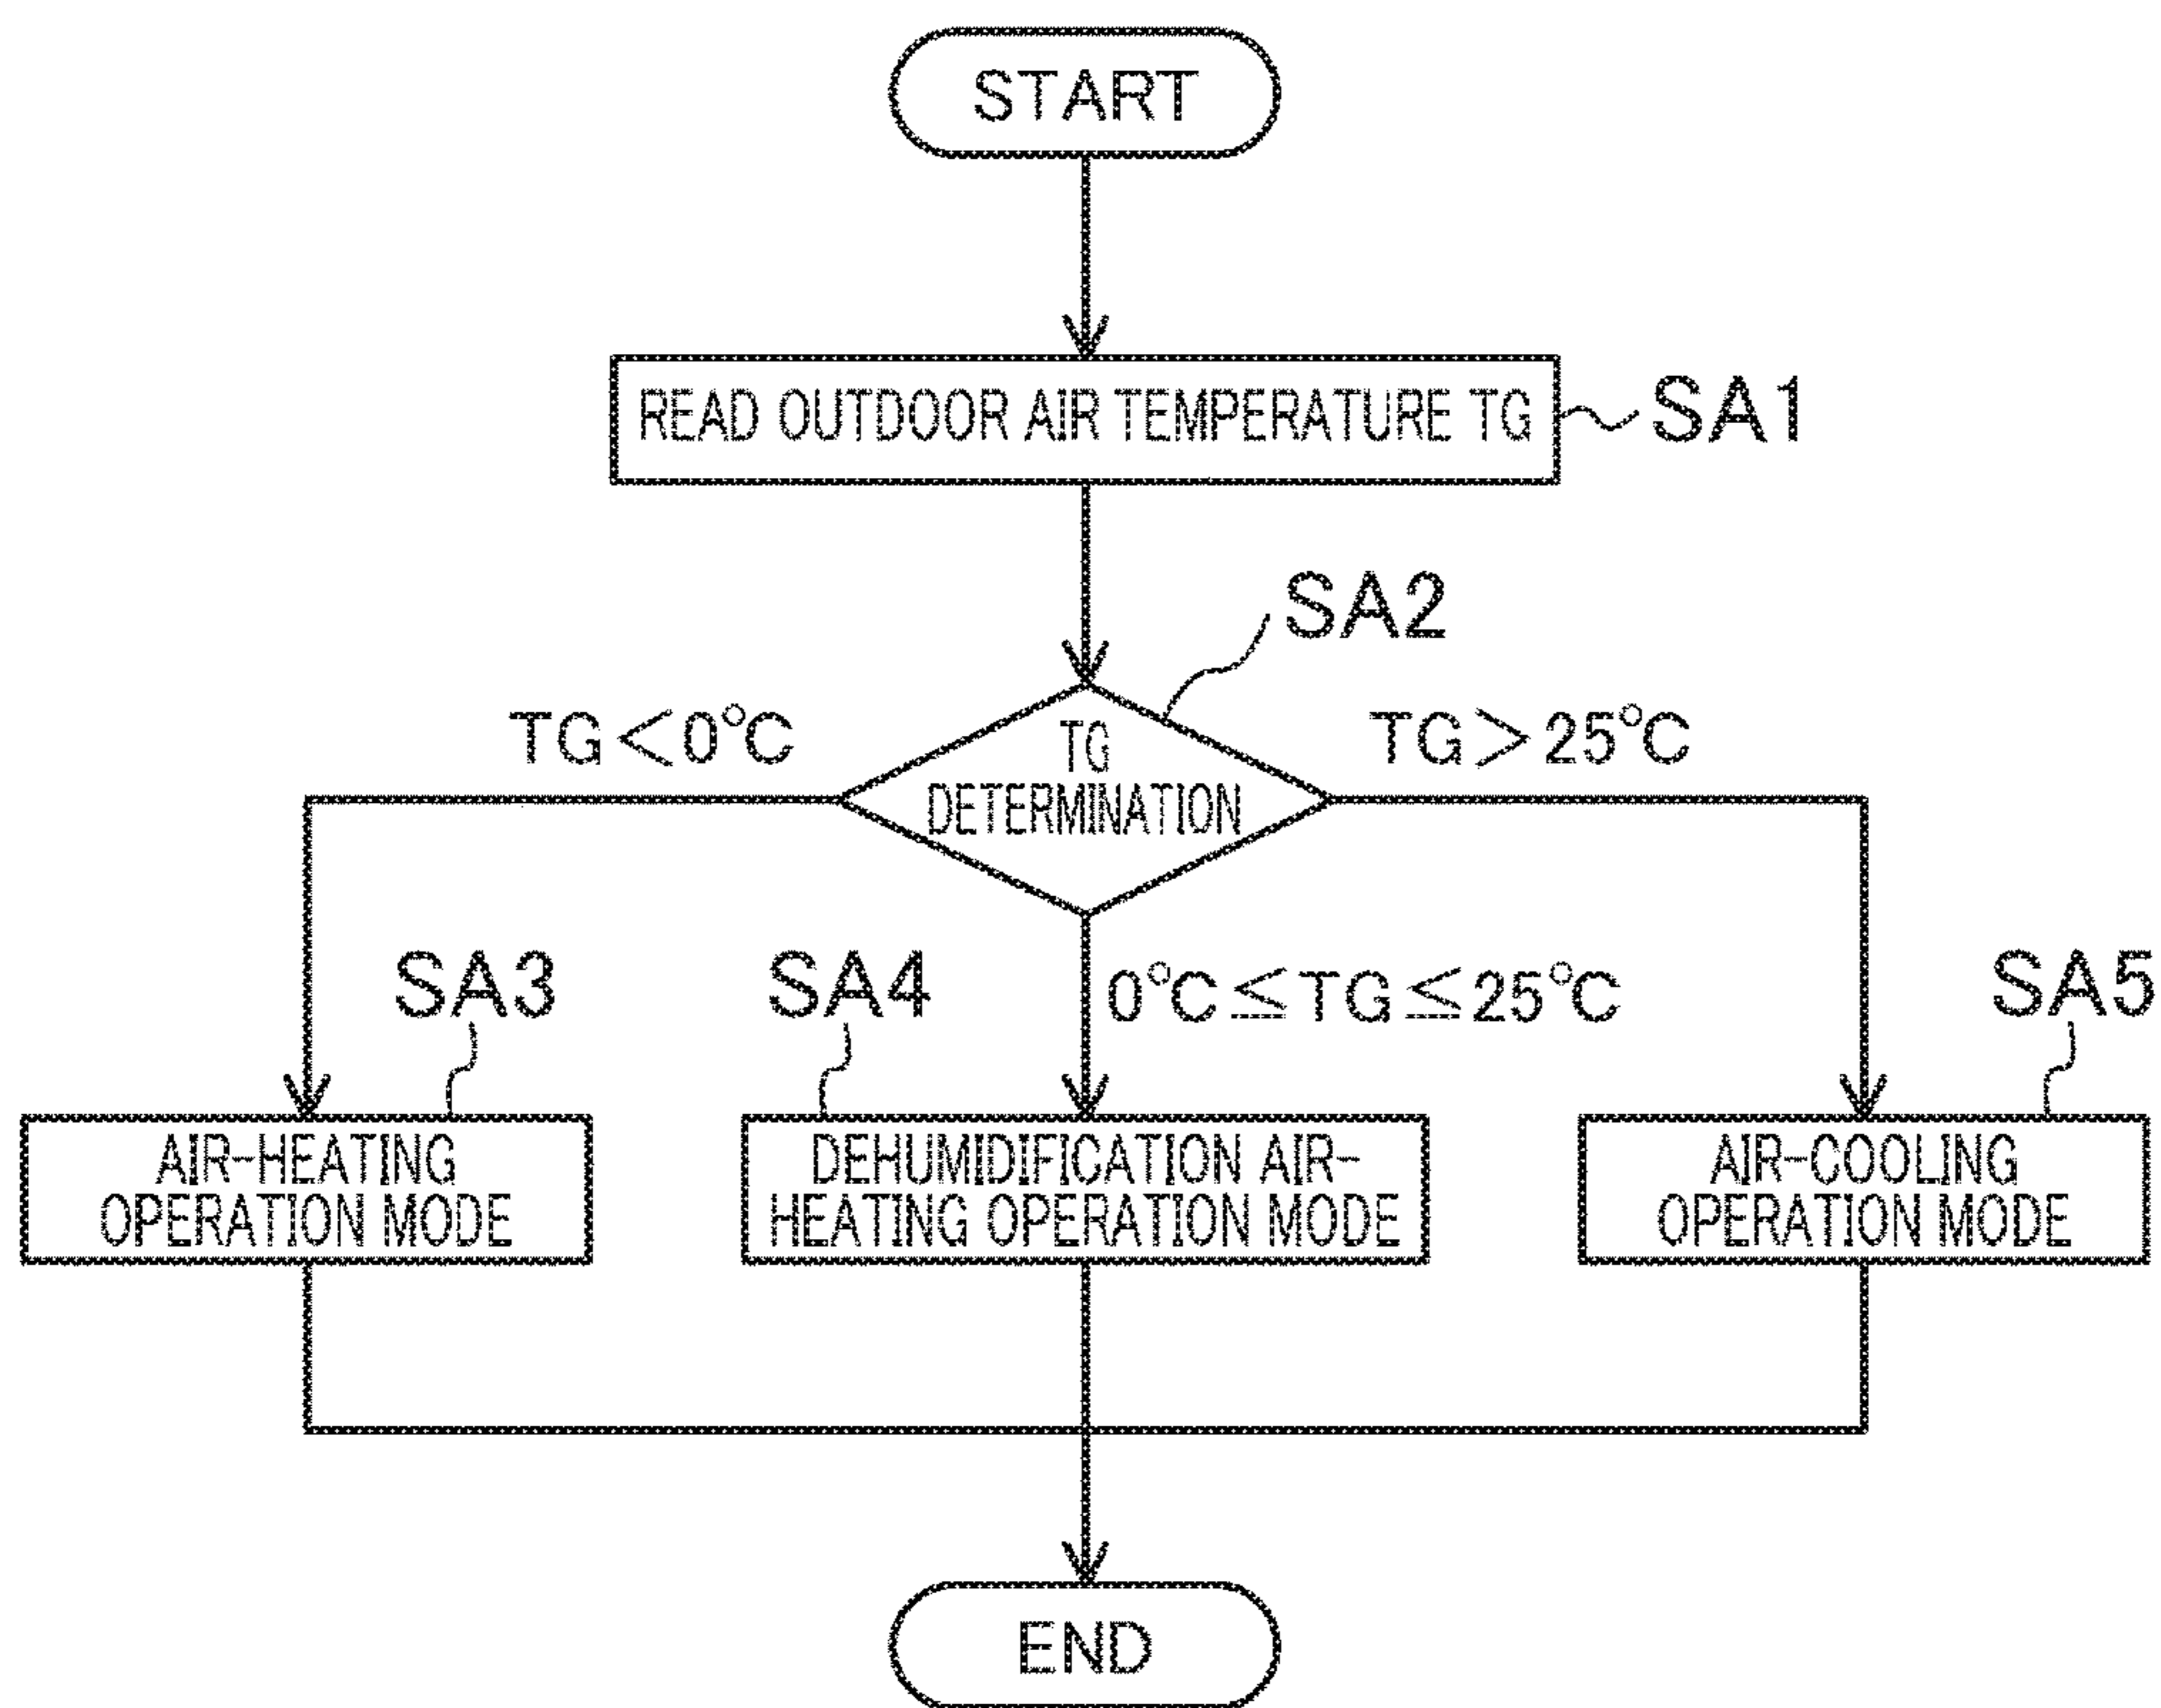 START
READ OUTDOOR AIR TEMPERATURE TG
SA1
SA2
TG<0℃
TG
DETERMINATION
TG>25℃
SA3
SA4
0℃≦TG≦25℃
SA5
AIR-HEATING
OPERATION MODE
DEHUMIDIFICATION AIR-
HEATING OPERATION MODE
AIR-COOLING
OPERATION MODE
END